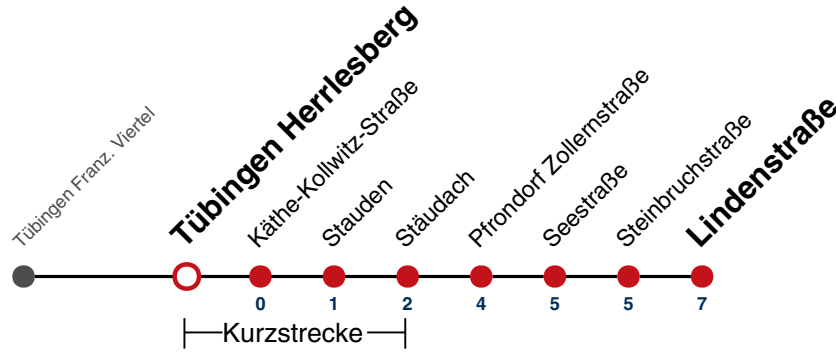 Tübingen Franz. Viertel
Tübingen Herrlesberg
Käthe-Kollwitz-Straße
Stauden
Stäudach
Pfrondorf Zollernstraße
Seestraße
Steinbruchstraße
Lindenstraße
0 1 2 4 5 5 7
Kurzstrecke